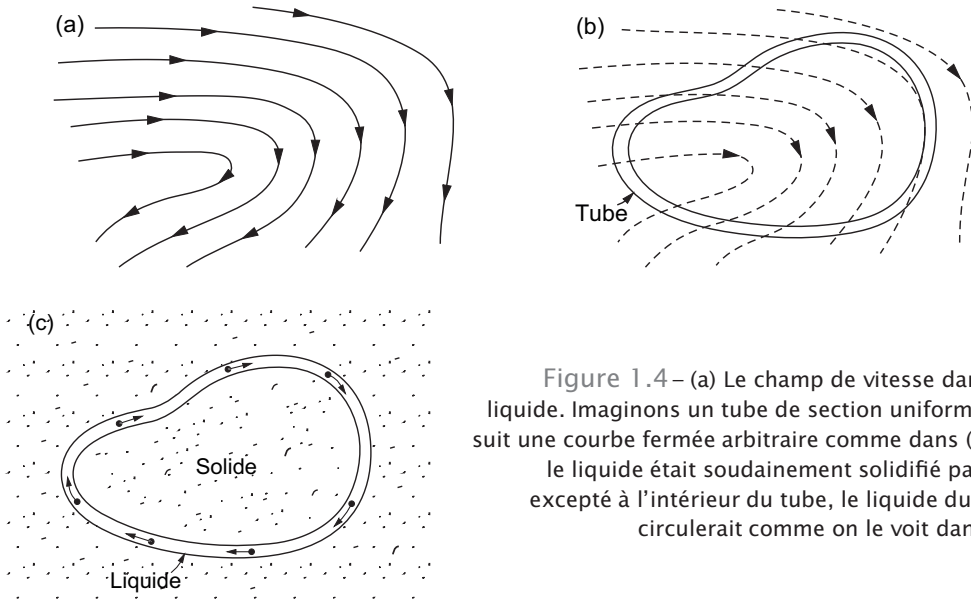 (a)
(b)
Tube
(c)
Solide
Liquide
Figure 1.4 – (a) Le champ de vitesse dan
liquide. Imaginons un tube de section uniform
suit une courbe fermée arbitraire comme dans (
le liquide était soudainement solidifié pa
excepté à l'intérieur du tube, le liquide du
circulerait comme on le voit dan